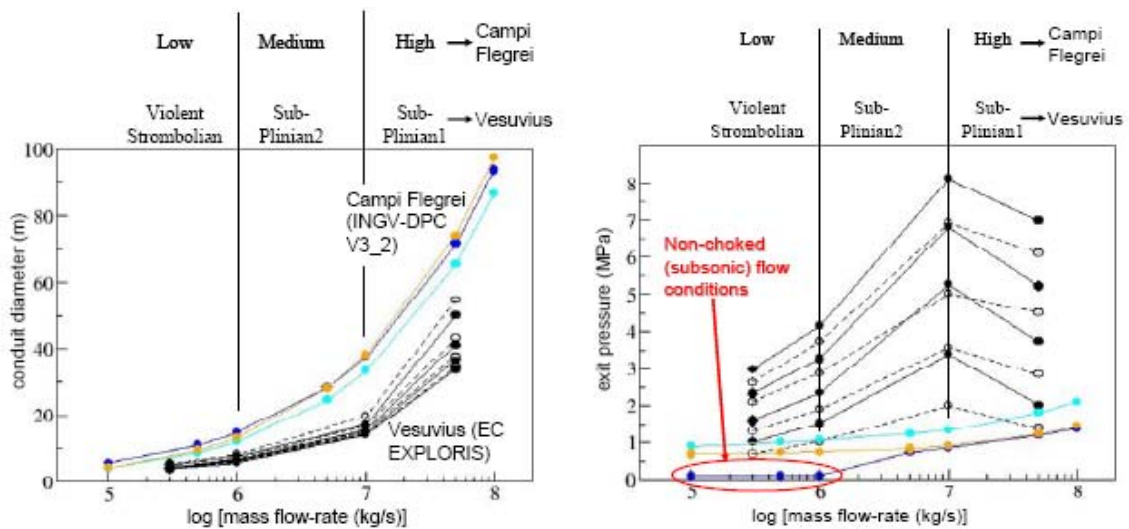 Low Medium High Campi
Flegrei
Violent
Strombolian
Sub-
Plinian2
Sub-
Plinian1
Vesuvius
100
80
60
40
20
0
conduit diameter (m)
Campi Flegrei
(INGV-DPC
V3_2)
Vesuvius (EC
EXPLORIS)
5 6 7 8
log [mass flow-rate (kg/s)]
Low Medium High Campi
Flegrei
Violent
Strombolian
Sub-
Plinian2
Sub-
Plinian1
Vesuvius
8
7
6
5
4
3
2
1
0
exit pressure (MPa)
Non-choked
(subsonic) flow
conditions
5 6 7 8
log [mass flow-rate (kg/s)]